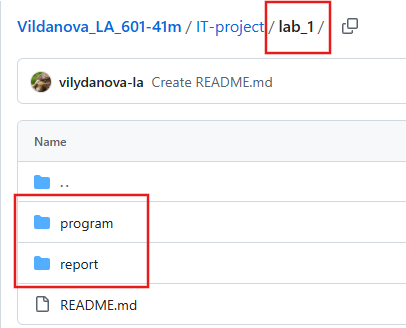 Vildanova_LA_601-41m / IT-project / lab_1 /
vilydanova-la Create README.md
Name
..
program
report
README.md